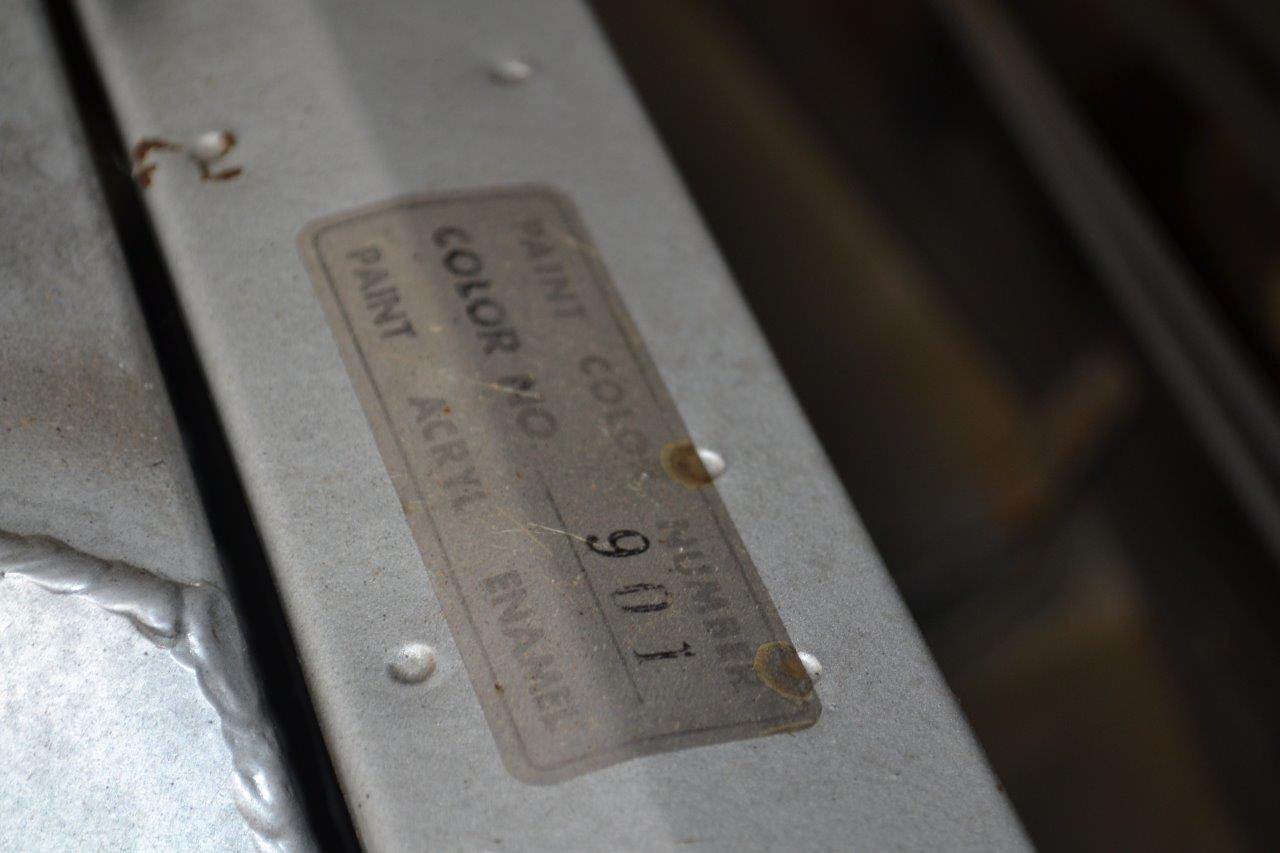 PAINT COLOR NUMBER
COLOR NO. 901
PAINT ACRYL ENAMEL